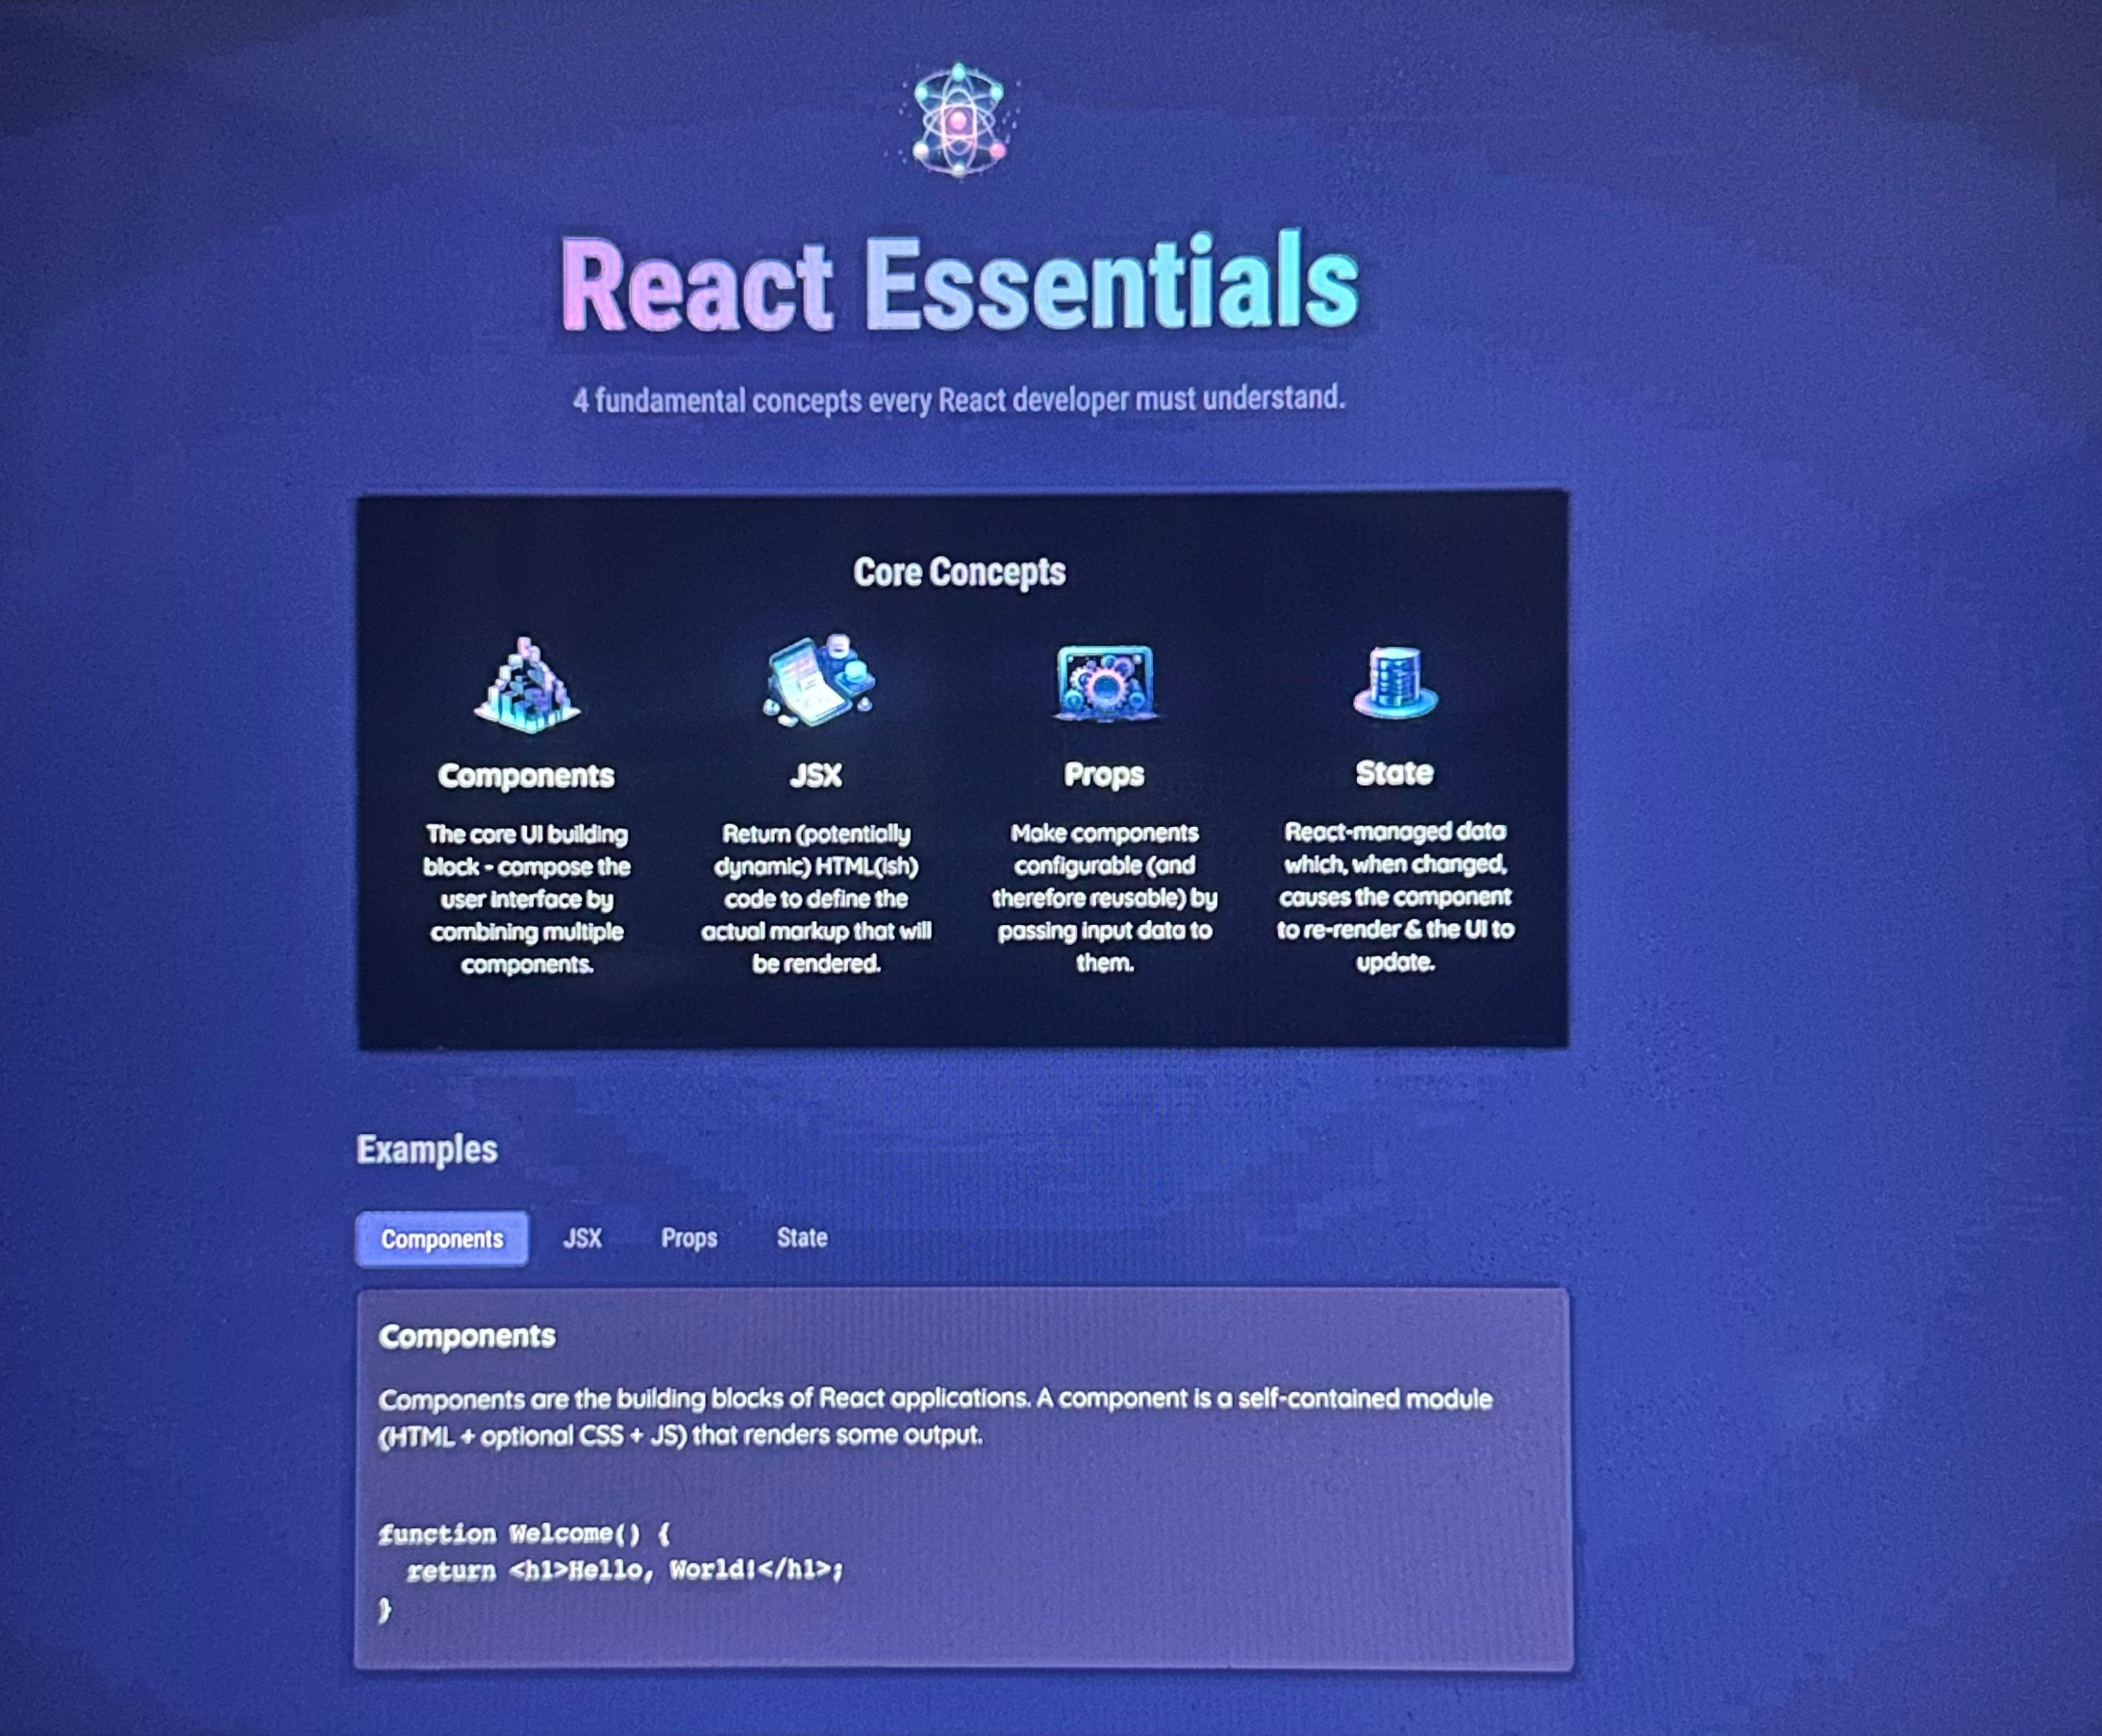 React Essentials
4 fundamental concepts every React developer must understand.
Core Concepts
Components
The core UI building
block - compose the
user interface by
combining multiple
components.
JSX
Return (potentially
dynamic) HTML(ish)
code to define the
actual markup that will
be rendered.
Props
Make components
configurable (and
therefore reusable) by
passing input data to
them.
State
React-managed data
which, when changed,
causes the component
to re-render & the UI to
update.
Examples
Components JSX Props State
Components
Components are the building blocks of React applications. A component is a self-contained module
(HTML + optional CSS + JS) that renders some output.
function Welcome() {
  return <h1>Hello, World!</h1>;
}